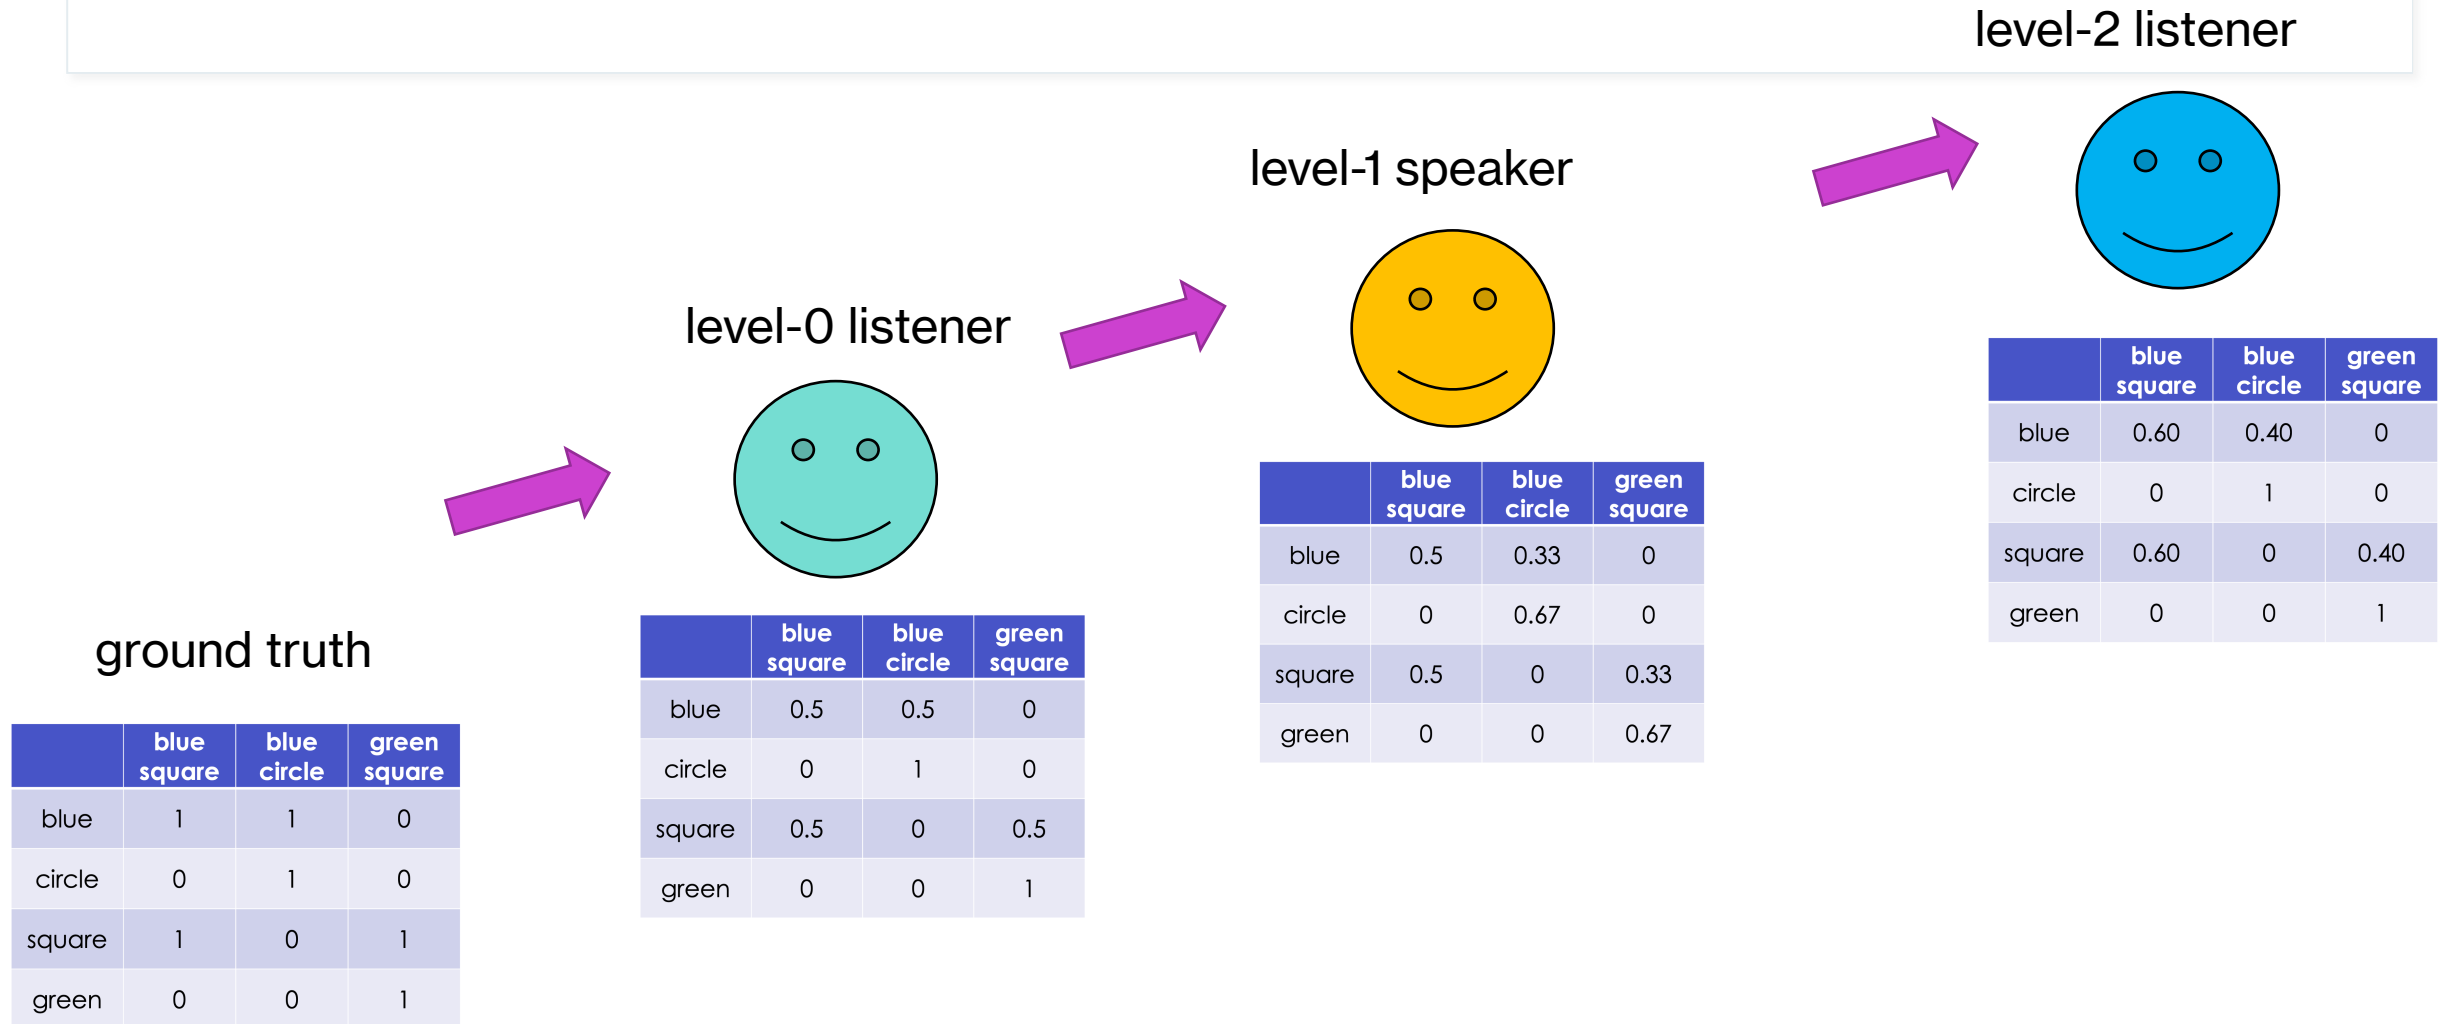 level-2 listener
level-1 speaker
level-0 listener
ground truth
blue blue green
square circle square
blue 1 1 0
circle 0 1 0
square 1 0 1
green 0 0 1
blue blue green
square circle square
blue 0.5 0.5 0
circle 0 1 0
square 0.5 0 0.5
green 0 0 1
blue blue green
square circle square
blue 0.5 0.33 0
circle 0 0.67 0
square 0.5 0 0.33
green 0 0 0.67
blue blue green
square circle square
blue 0.60 0.40 0
circle 0 1 0
square 0.60 0 0.40
green 0 0 1